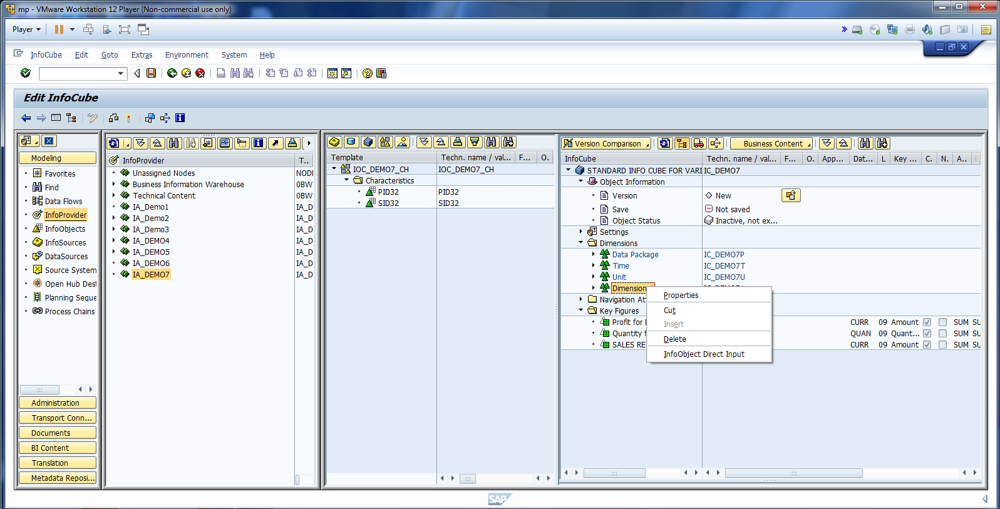 mp - VMware Workstation 12 Player (Non-commercial use only)
Player
InfoCube Edit Goto Extras Environment System Help
Edit InfoCube
Modeling
Favorites
Find
Data Flows
InfoProvider
InfoObjects
InfoSources
DataSources
Source System
Open Hub Dest
Planning Seque
Process Chains
Administration
Transport Conn...
Documents
BI Content
Translation
Metadata Reposi...
InfoProvider T..
Unassigned Nodes NODE
Business Information Warehouse 0BW
Technical Content 0BW
IA_Demo1 IA_D
IA_Demo2 IA_D
IA_Demo3 IA_D
IA_DEMO4 IA_D
IA_DEMO5 IA_D
IA_DEMO6 IA_D
IA_DEMO7 IA_D
Template Techn. name / val... F... O.
IOC_DEMO7_CH IOC_DEMO7_CH
Characteristics
PID32 PID32
SID32 SID32
Version Comparison Business Content
InfoCube Techn. name / val... F... O. App... Dat... L Key ... C. N. A..
STANDARD INFO CUBE FOR VARI IC_DEMO7
Object Information
Version New
Save Not saved
Object Status Inactive, not ex...
Settings
Dimensions
Data Package IC_DEMO7P
Time IC_DEMO7T
Unit IC_DEMO7U
Dimension
Navigation At
Key Figures
Profit for CURR 09 Amount SUM SU
Quantity f QUAN 09 Quant... SUM SU
SALES RE CURR 09 Amount SUM SU
Properties
Cut
Insert
Delete
InfoObject Direct Input
SAP